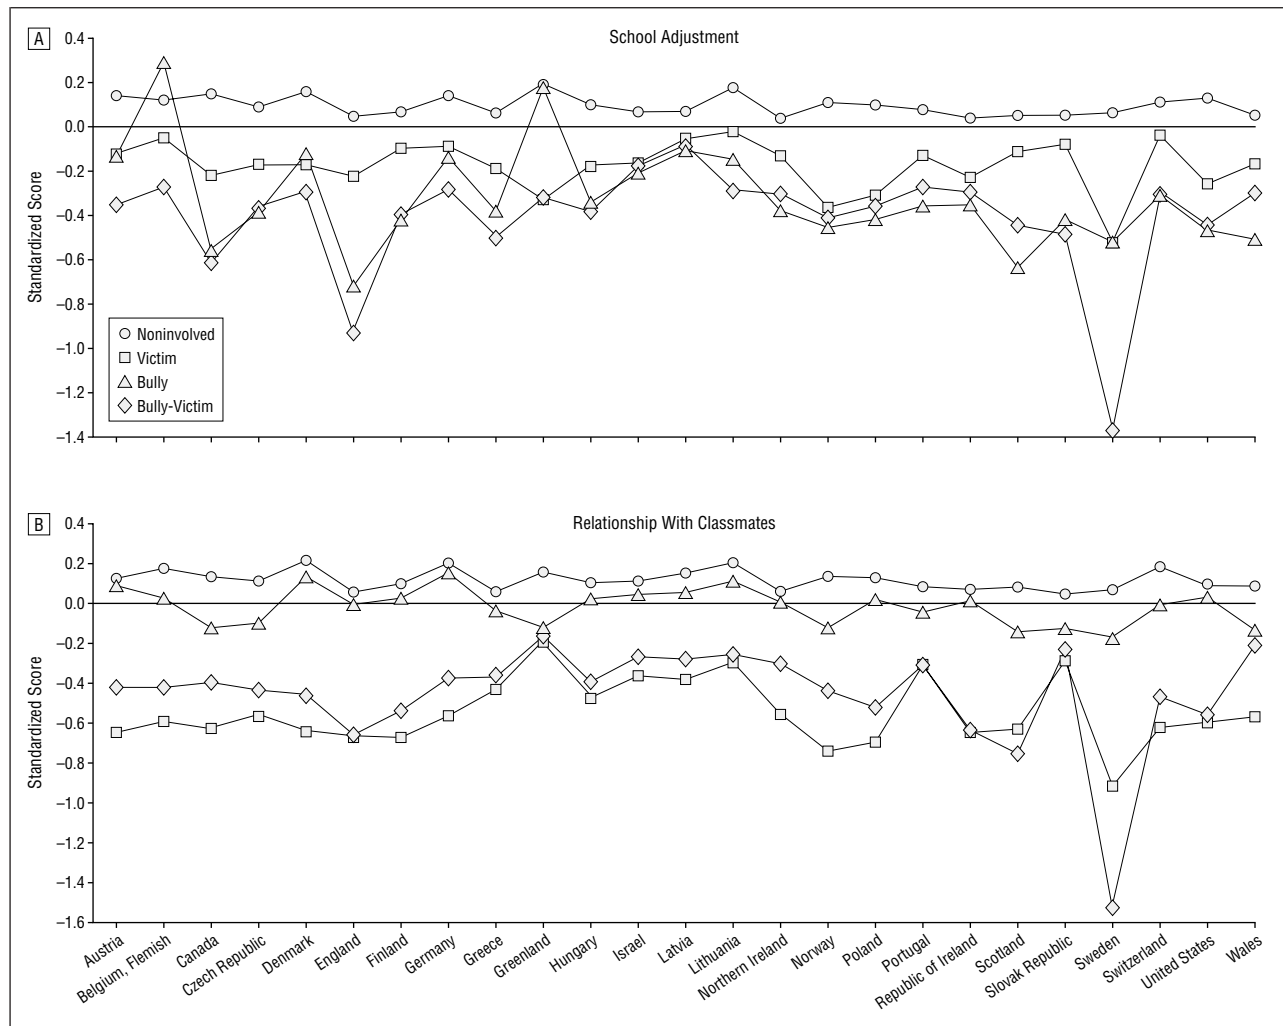 A
School Adjustment
0.4
0.2
0.0
–0.2
–0.4
–0.6
–0.8
–1.0
–1.2
–1.4
Standardized Score
Noninvolved
Victim
Bully
Bully-Victim
B
Relationship With Classmates
0.4
0.2
0.0
–0.2
–0.4
–0.6
–0.8
–1.0
–1.2
–1.4
–1.6
Standardized Score
Austria
Belgium, Flemish
Canada
Czech Republic
Denmark
England
Finland
Germany
Greece
Greenland
Hungary
Israel
Latvia
Lithuania
Northern Ireland
Norway
Poland
Portugal
Republic of Ireland
Scotland
Slovak Republic
Sweden
Switzerland
United States
Wales